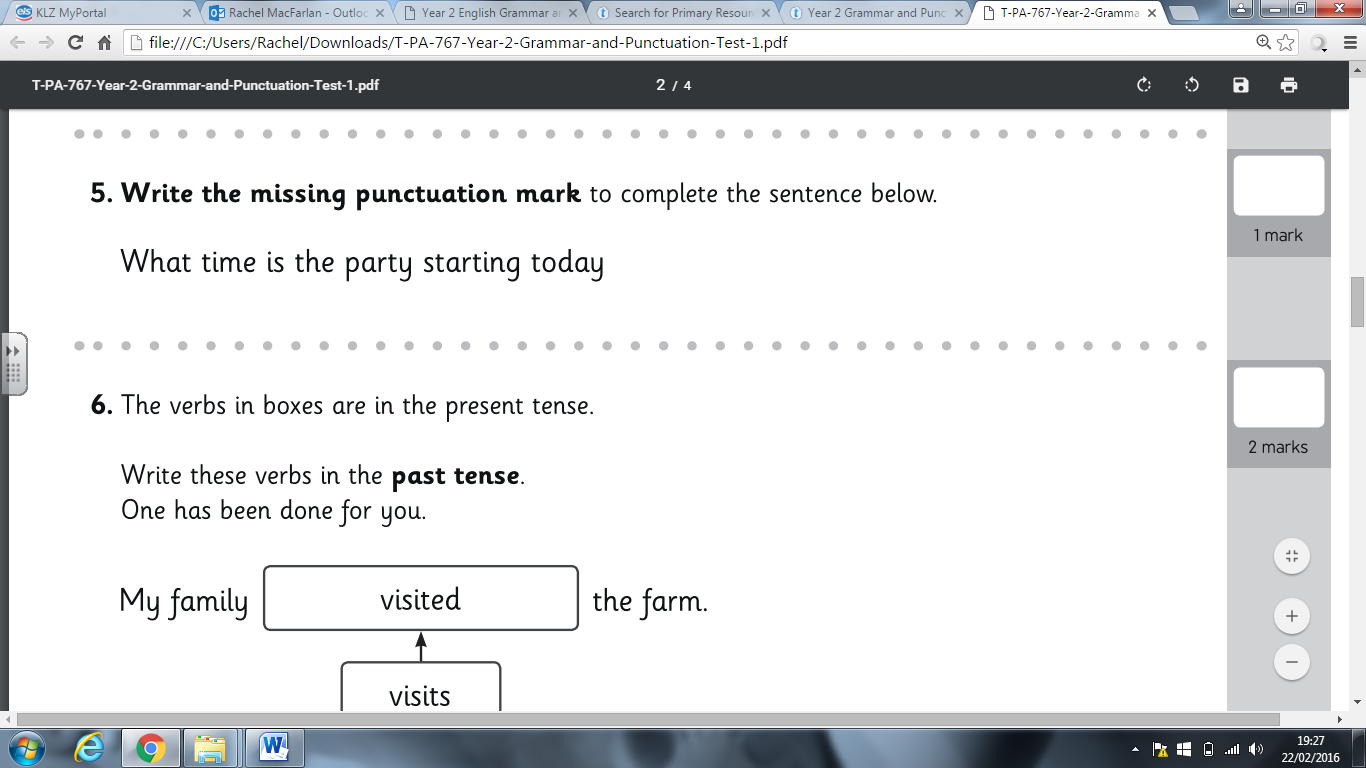 KLZ MyPortal
Rachel MacFarlan - Outloo
Year 2 English Grammar a
Search for Primary Resour
Year 2 Grammar and Punc
T-PA-767-Year-2-Gramma
file:///C:/Users/Rachel/Downloads/T-PA-767-Year-2-Grammar-and-Punctuation-Test-1.pdf
T-PA-767-Year-2-Grammar-and-Punctuation-Test-1.pdf
2 / 4
5. Write the missing punctuation mark to complete the sentence below.
1 mark
What time is the party starting today
6. The verbs in boxes are in the present tense.
2 marks
Write these verbs in the past tense.
One has been done for you.
My family visited the farm.
visits
19:27
22/02/2016